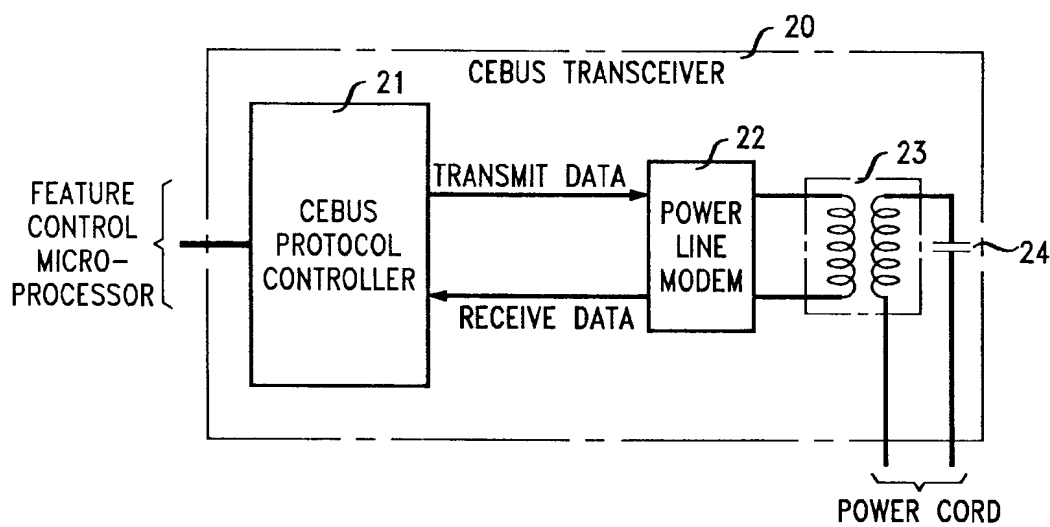 20
CEBUS TRANSCEIVER
21
22
23
TRANSMIT DATA
FEATURE
CONTROL
MICRO-
PROCESSOR
CEBUS
PROTOCOL
CONTROLLER
POWER
LINE
MODEM
24
RECEIVE DATA
POWER CORD